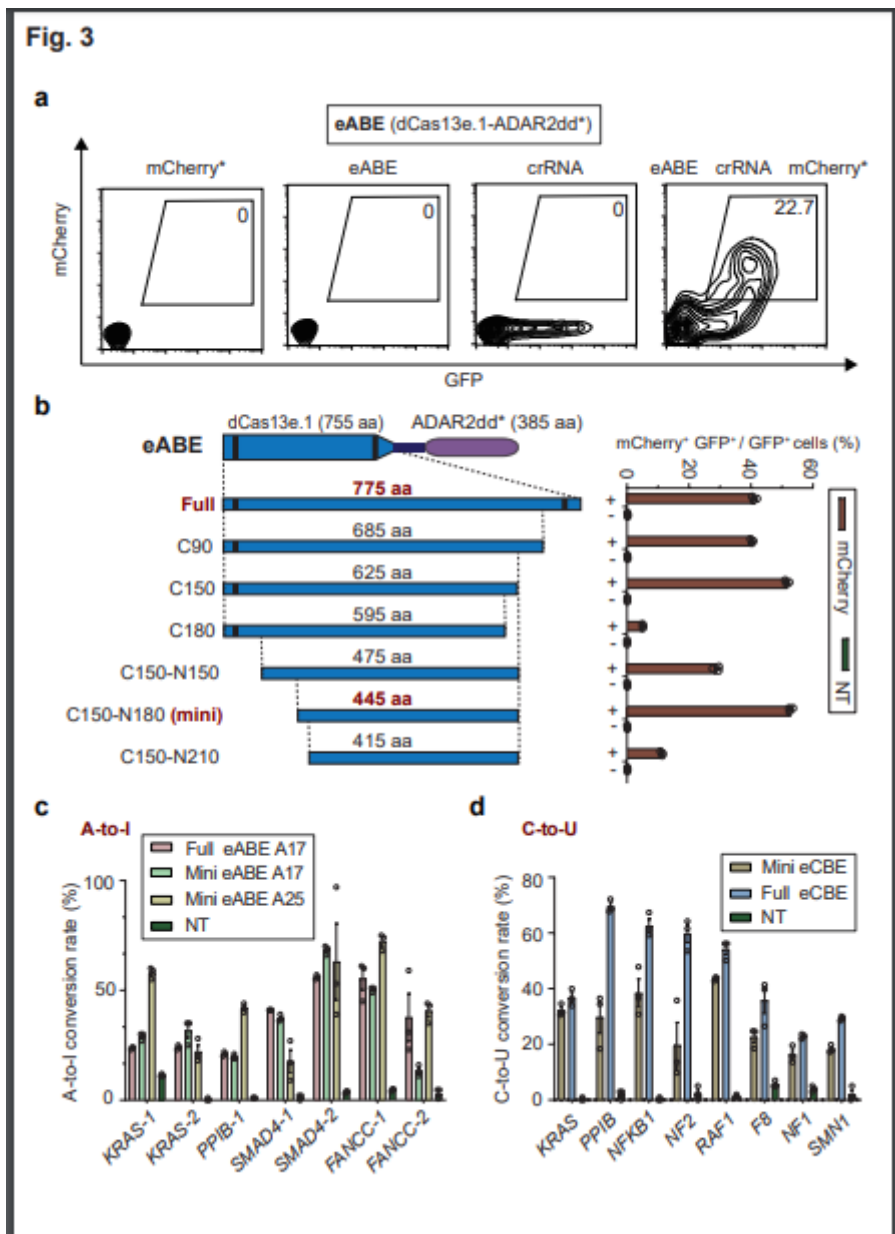 Fig. 3
a
eABE (dCas13e.1-ADAR2dd*)
mCherry*
eABE
crRNA
eABE crRNA mCherry*
0
0
0
22.7
mCherry
GFP
b
dCas13e.1 (755 aa)
ADAR2dd* (385 aa)
eABE
mCherry⁺ GFP⁺ / GFP⁺ cells (%)
0
20
40
60
Full
775 aa
+
-
C90
685 aa
+
-
C150
625 aa
+
-
C180
595 aa
+
-
C150-N150
475 aa
+
-
C150-N180 (mini)
445 aa
+
-
C150-N210
415 aa
+
-
mCherry
NT
c
A-to-I
Full eABE A17
Mini eABE A17
Mini eABE A25
NT
A-to-I conversion rate (%)
100
50
0
KRAS-1
KRAS-2
PPIB-1
SMAD4-1
SMAD4-2
FANCC-1
FANCC-2
d
C-to-U
Mini eCBE
Full eCBE
NT
C-to-U conversion rate (%)
80
60
40
20
0
KRAS
PPIB
NFKB1
NF2
RAF1
F8
NF1
SMN1